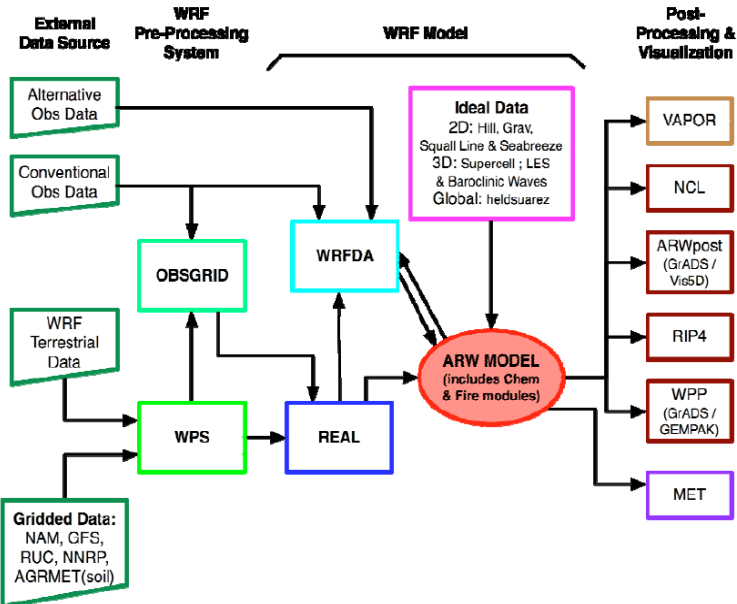 External
Data Source
WRF
Pre-Processing
System
WRF Model
Post-
Processing &
Visualization
Alternative
Obs Data
Conventional
Obs Data
WRF
Terrestrial
Data
Gridded Data:
NAM, GFS,
RUC, NNRP,
AGRMET(soil)
OBSGRID
WPS
WRFDA
REAL
Ideal Data
2D: Hill, Grav,
Squall Line & Seabreeze
3D: Supercell ; LES
& Baroclinic Waves
Global: heldsuarez
ARW MODEL
(includes Chem
& Fire modules)
VAPOR
NCL
ARWpost
(GrADS /
Vis5D)
RIP4
WPP
(GrADS /
GEMPAK)
MET